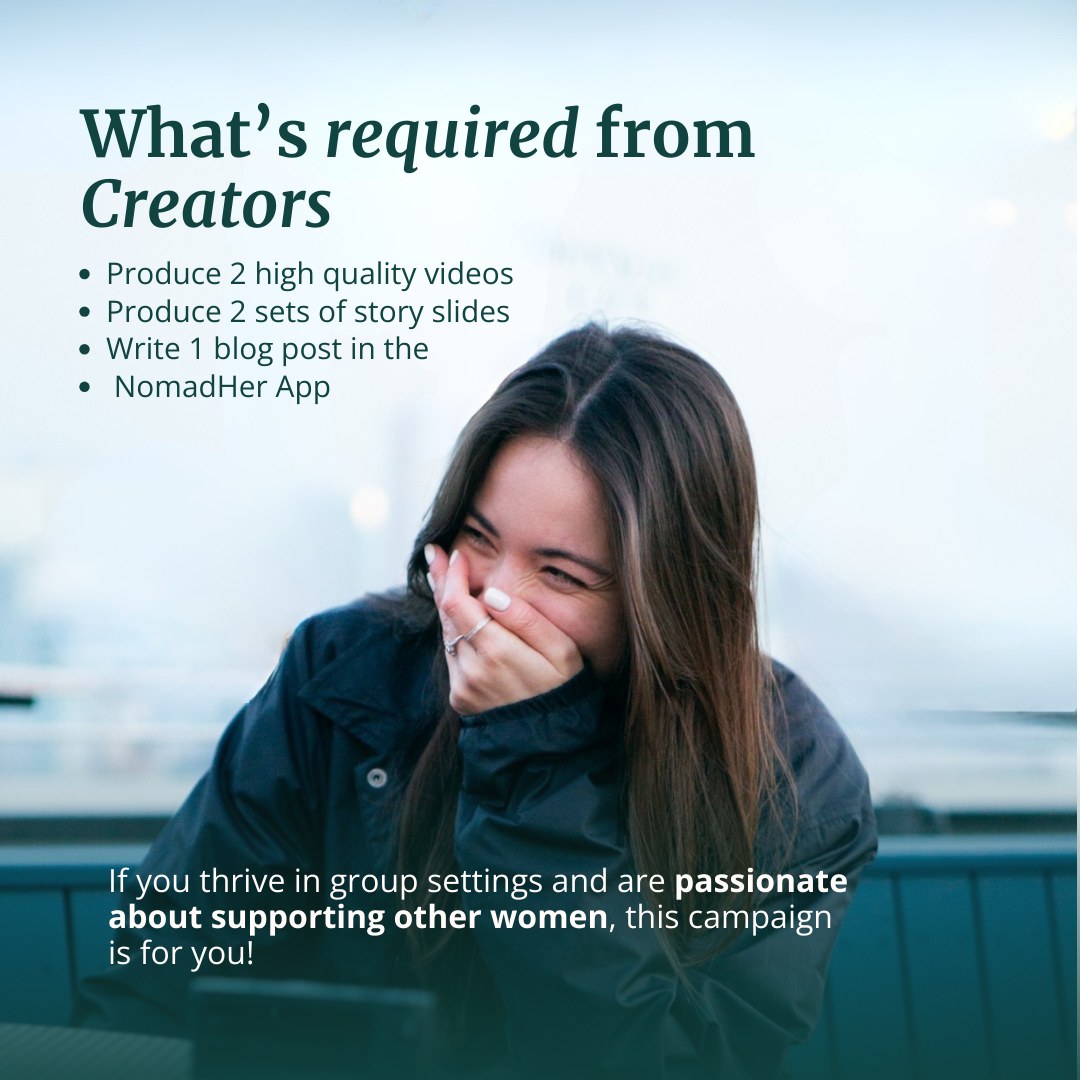 What’s required from
Creators
• Produce 2 high quality videos
• Produce 2 sets of story slides
• Write 1 blog post in the
• NomadHer App
If you thrive in group settings and are passionate
about supporting other women, this campaign
is for you!